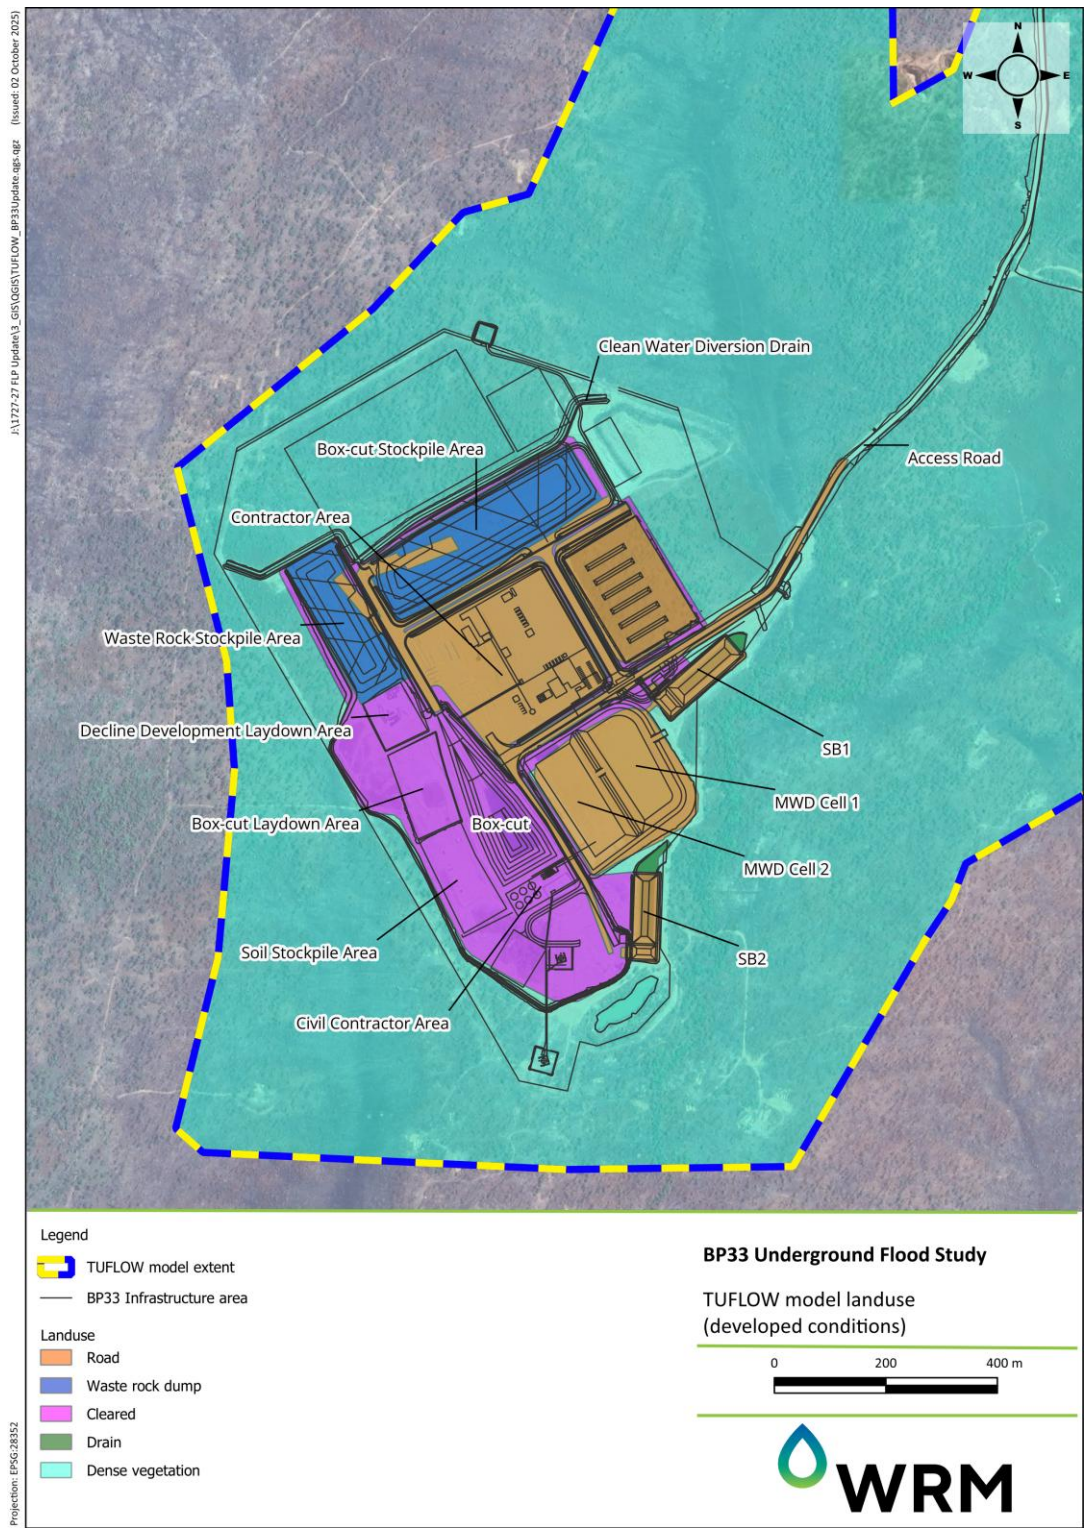 J:\1727-27 FLP Update\3_GIS\QGIS\TUFLOW_BP33Update.qgs.qgz (Issued: 02 October 2025)
N
W
E
S
Clean Water Diversion Drain
Box-cut Stockpile Area
Access Road
Contractor Area
Waste Rock Stockpile Area
Decline Development Laydown Area
SB1
MWD Cell 1
Box-cut Laydown Area
Box-cut
MWD Cell 2
Soil Stockpile Area
SB2
Civil Contractor Area
Legend
TUFLOW model extent
BP33 Infrastructure area
Landuse
Road
Waste rock dump
Cleared
Drain
Dense vegetation
BP33 Underground Flood Study
TUFLOW model landuse
(developed conditions)
0 200 400 m
WRM
Projection: EPSG:28352